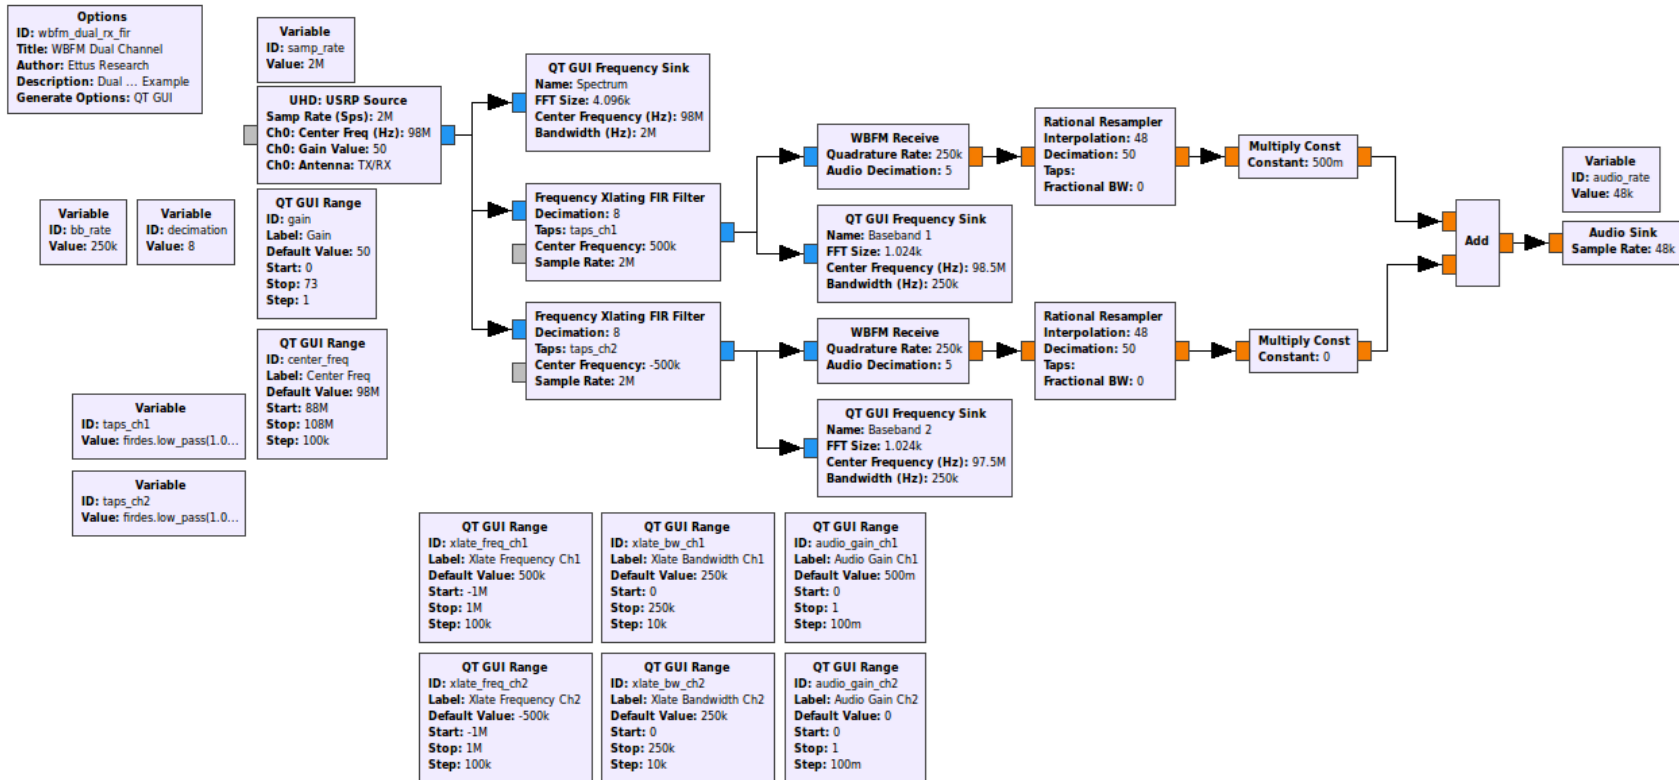 Options
ID: wbfm_dual_rx_fir
Title: WBFM Dual Channel
Author: Ettus Research
Description: Dual ... Example
Generate Options: QT GUI
Variable
ID: samp_rate
Value: 2M
UHD: USRP Source
Samp Rate (Sps): 2M
Ch0: Center Freq (Hz): 98M
Ch0: Gain Value: 50
Ch0: Antenna: TX/RX
Variable
ID: bb_rate
Value: 250k
Variable
ID: decimation
Value: 8
QT GUI Range
ID: gain
Label: Gain
Default Value: 50
Start: 0
Stop: 73
Step: 1
QT GUI Range
ID: center_freq
Label: Center Freq
Default Value: 98M
Start: 88M
Stop: 108M
Step: 100k
Variable
ID: taps_ch1
Value: firdes.low_pass(1.0...
Variable
ID: taps_ch2
Value: firdes.low_pass(1.0...
QT GUI Frequency Sink
Name: Spectrum
FFT Size: 4.096k
Center Frequency (Hz): 98M
Bandwidth (Hz): 2M
Frequency Xlating FIR Filter
Decimation: 8
Taps: taps_ch1
Center Frequency: 500k
Sample Rate: 2M
Frequency Xlating FIR Filter
Decimation: 8
Taps: taps_ch2
Center Frequency: -500k
Sample Rate: 2M
WBFM Receive
Quadrature Rate: 250k
Audio Decimation: 5
QT GUI Frequency Sink
Name: Baseband 1
FFT Size: 1.024k
Center Frequency (Hz): 98.5M
Bandwidth (Hz): 250k
WBFM Receive
Quadrature Rate: 250k
Audio Decimation: 5
QT GUI Frequency Sink
Name: Baseband 2
FFT Size: 1.024k
Center Frequency (Hz): 97.5M
Bandwidth (Hz): 250k
Rational Resampler
Interpolation: 48
Decimation: 50
Taps:
Fractional BW: 0
Rational Resampler
Interpolation: 48
Decimation: 50
Taps:
Fractional BW: 0
Multiply Const
Constant: 500m
Multiply Const
Constant: 0
Add
Variable
ID: audio_rate
Value: 48k
Audio Sink
Sample Rate: 48k
QT GUI Range
ID: xlate_freq_ch1
Label: Xlate Frequency Ch1
Default Value: 500k
Start: -1M
Stop: 1M
Step: 100k
QT GUI Range
ID: xlate_bw_ch1
Label: Xlate Bandwidth Ch1
Default Value: 250k
Start: 0
Stop: 250k
Step: 10k
QT GUI Range
ID: audio_gain_ch1
Label: Audio Gain Ch1
Default Value: 500m
Start: 0
Stop: 1
Step: 100m
QT GUI Range
ID: xlate_freq_ch2
Label: Xlate Frequency Ch2
Default Value: -500k
Start: -1M
Stop: 1M
Step: 100k
QT GUI Range
ID: xlate_bw_ch2
Label: Xlate Bandwidth Ch2
Default Value: 250k
Start: 0
Stop: 250k
Step: 10k
QT GUI Range
ID: audio_gain_ch2
Label: Audio Gain Ch2
Default Value: 0
Start: 0
Stop: 1
Step: 100m